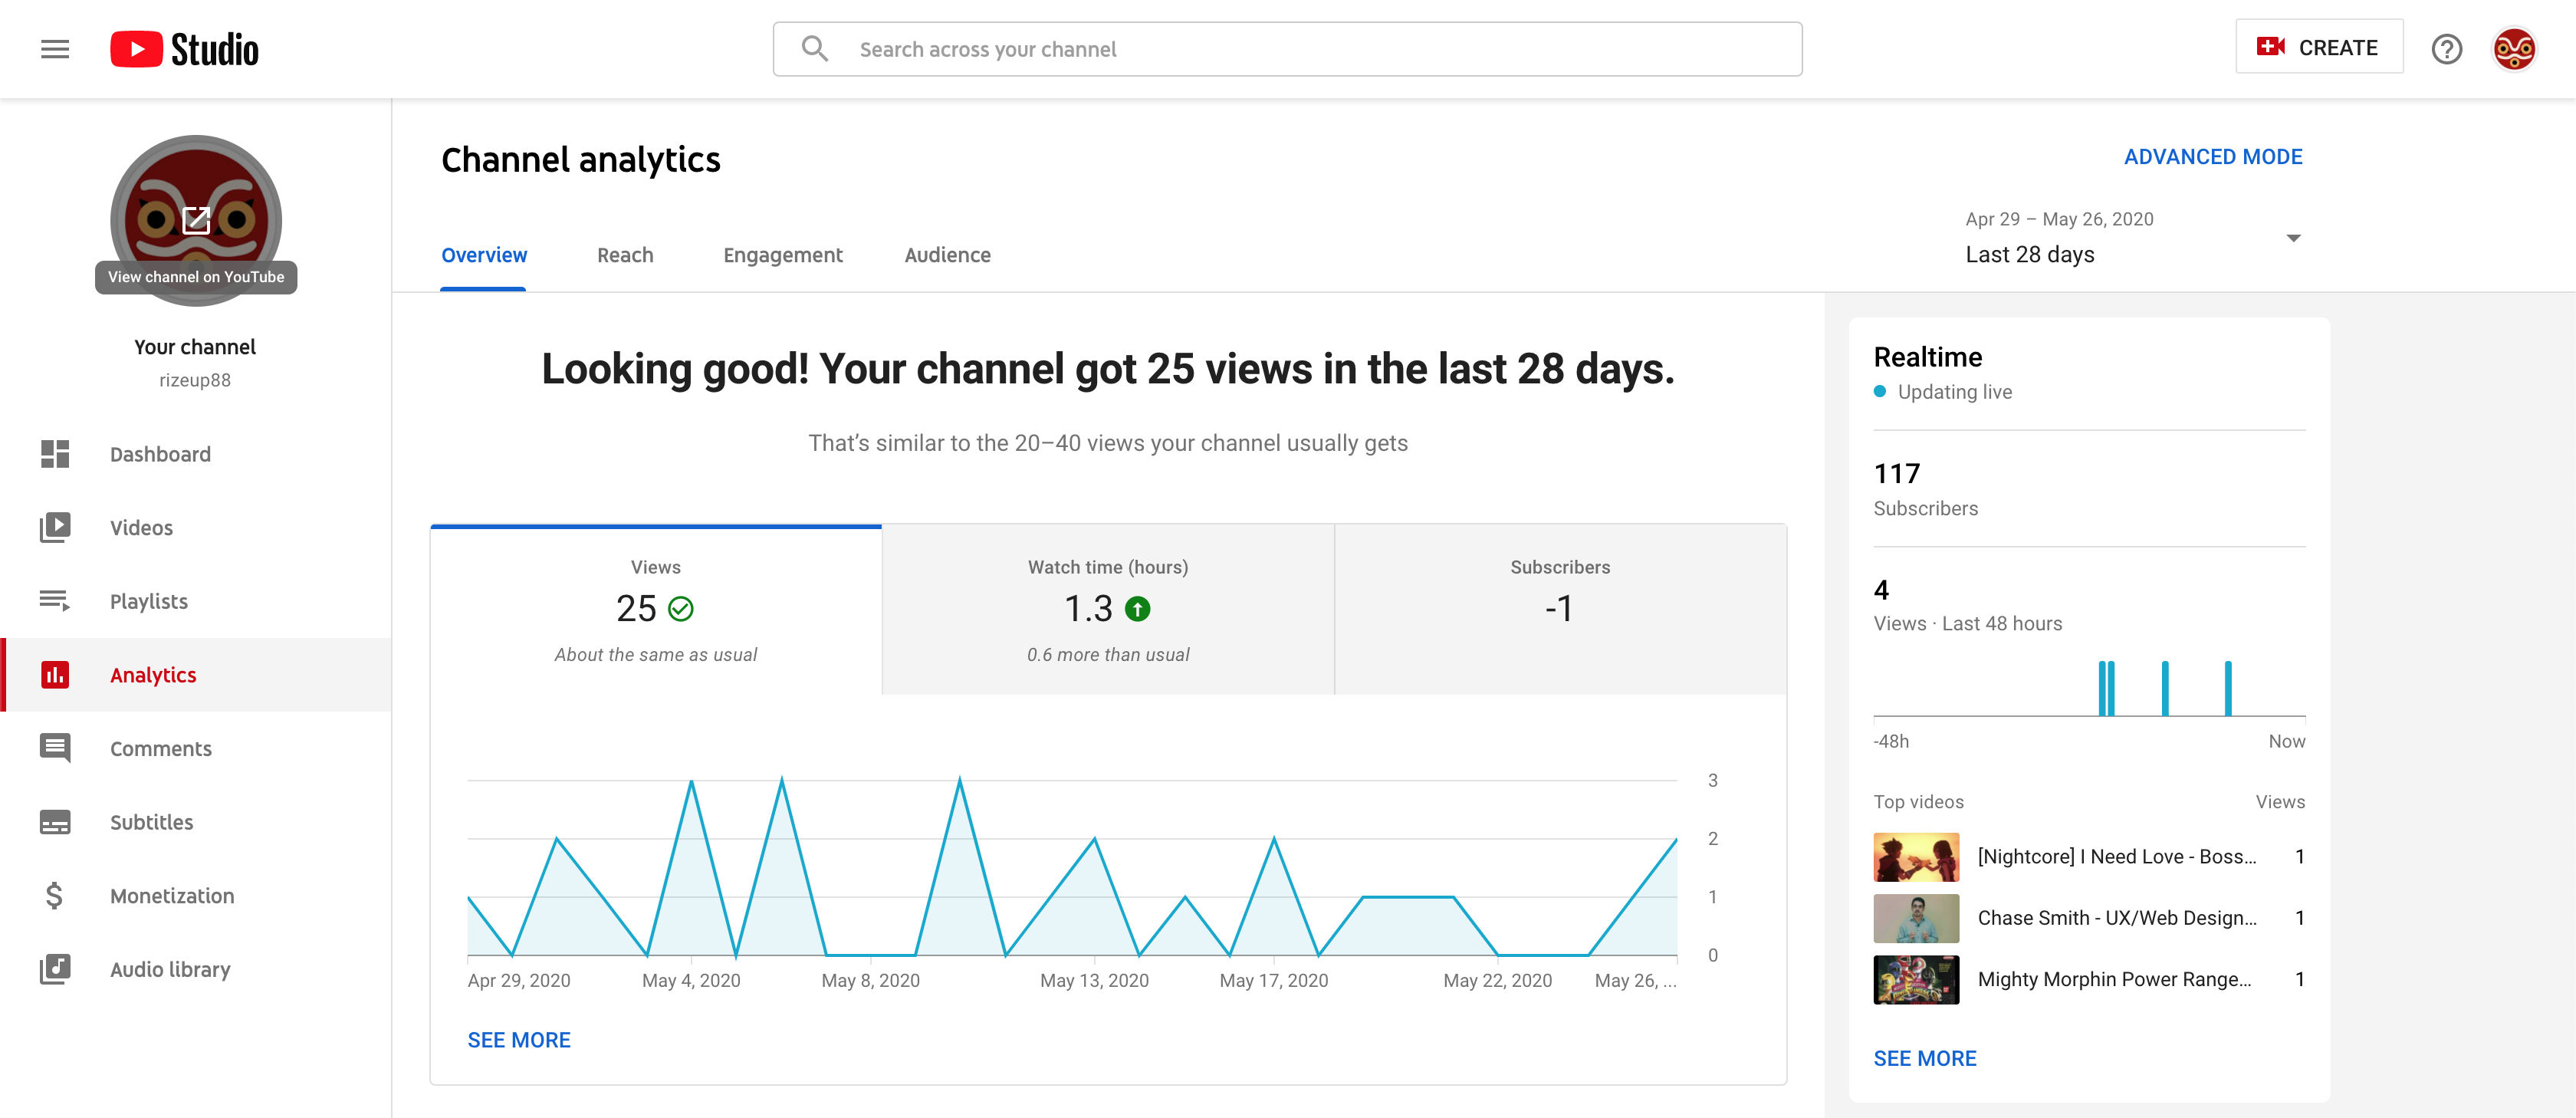 Studio
Search across your channel
CREATE
View channel on YouTube
Your channel
rizeup88
Dashboard
Videos
Playlists
Analytics
Comments
Subtitles
Monetization
Audio library
Channel analytics
ADVANCED MODE
Overview
Reach
Engagement
Audience
Apr 29 – May 26, 2020
Last 28 days
Looking good! Your channel got 25 views in the last 28 days.
That's similar to the 20–40 views your channel usually gets
Views
25
About the same as usual
Watch time (hours)
1.3
0.6 more than usual
Subscribers
-1
3
2
1
0
Apr 29, 2020
May 4, 2020
May 8, 2020
May 13, 2020
May 17, 2020
May 22, 2020
May 26, ...
SEE MORE
Realtime
Updating live
117
Subscribers
4
Views · Last 48 hours
-48h
Now
Top videos
Views
[Nightcore] I Need Love - Boss... 1
Chase Smith - UX/Web Design... 1
Mighty Morphin Power Range... 1
SEE MORE